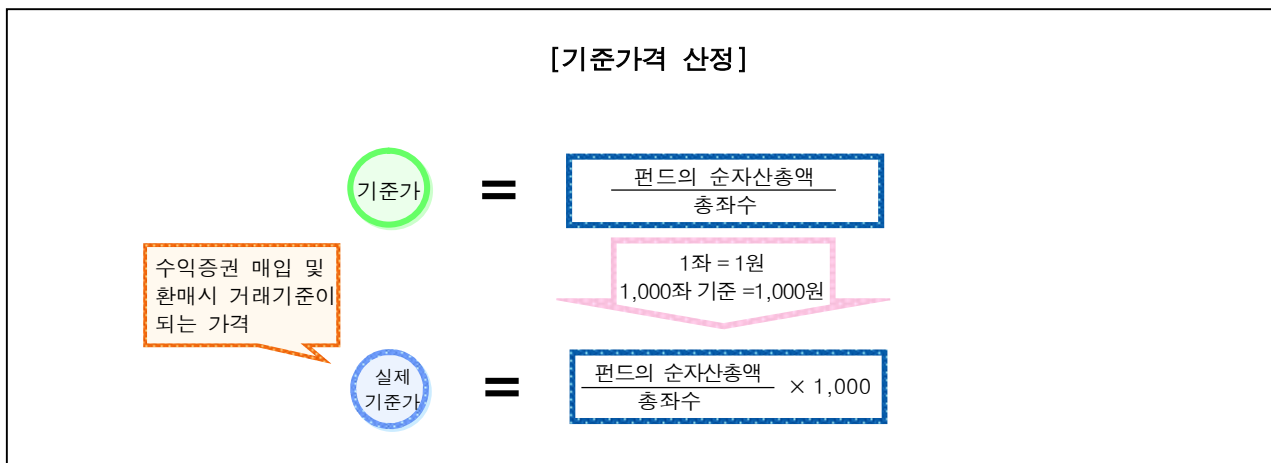 [기준가격 산정]
기준가
=
펀드의 순자산총액
총좌수
수익증권 매입 및
환매시 거래기준이
되는 가격
1좌 = 1원
1,000좌 기준 =1,000원
실제
기준가
=
펀드의 순자산총액
총좌수
× 1,000